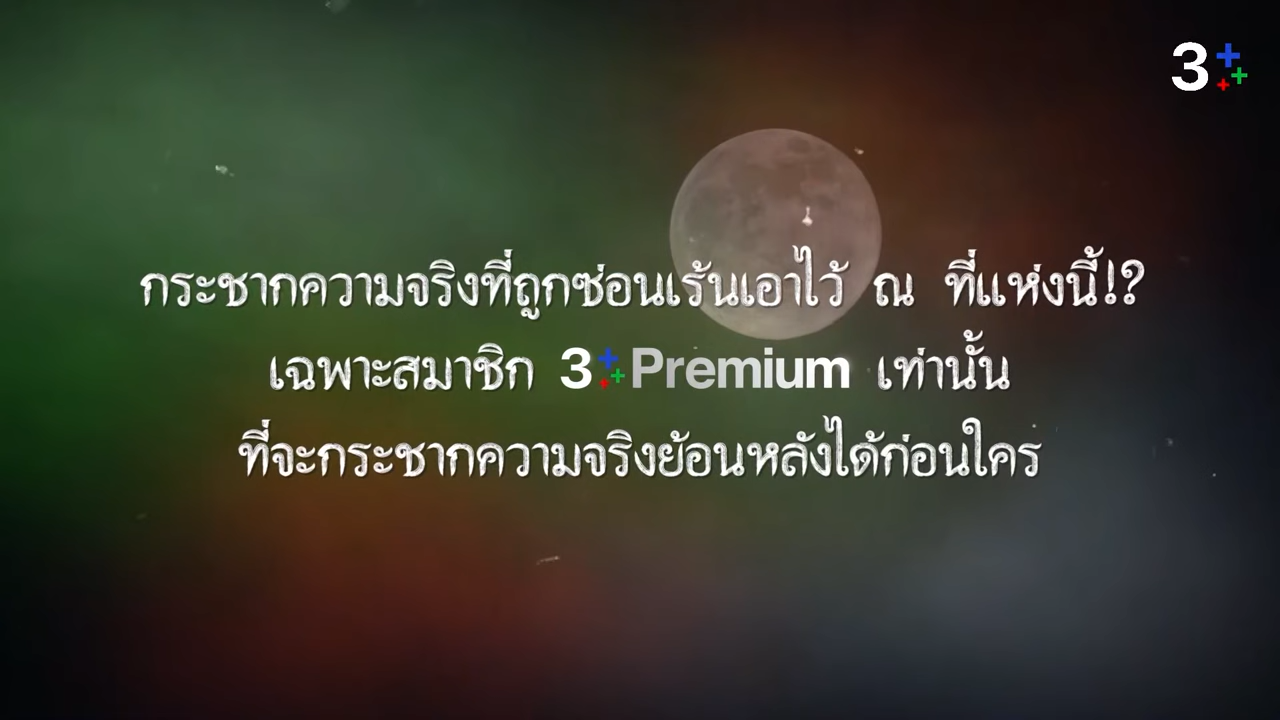 3+
กระชากความจริงที่ถูกซ่อนเร้นเอาไว้ ณ ที่แห่งนี้!?
เฉพาะสมาชิก 3+ Premium เท่านั้น
ที่จะกระชากความจริงย้อนหลังได้ก่อนใคร